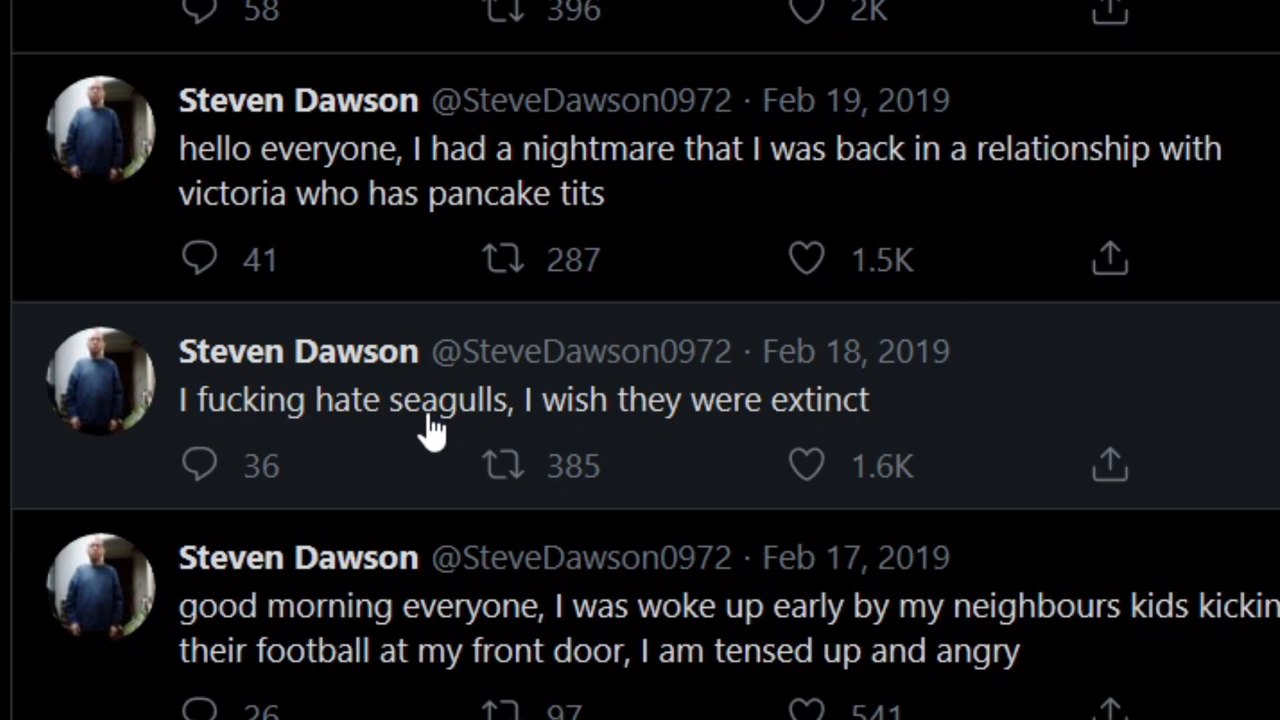 58 396 2K
Steven Dawson @SteveDawson0972 · Feb 19, 2019
hello everyone, I had a nightmare that I was back in a relationship with
victoria who has pancake tits
41 287 1.5K
Steven Dawson @SteveDawson0972 · Feb 18, 2019
I fucking hate seagulls, I wish they were extinct
36 385 1.6K
Steven Dawson @SteveDawson0972 · Feb 17, 2019
good morning everyone, I was woke up early by my neighbours kids kickin
their football at my front door, I am tensed up and angry
26 97 541